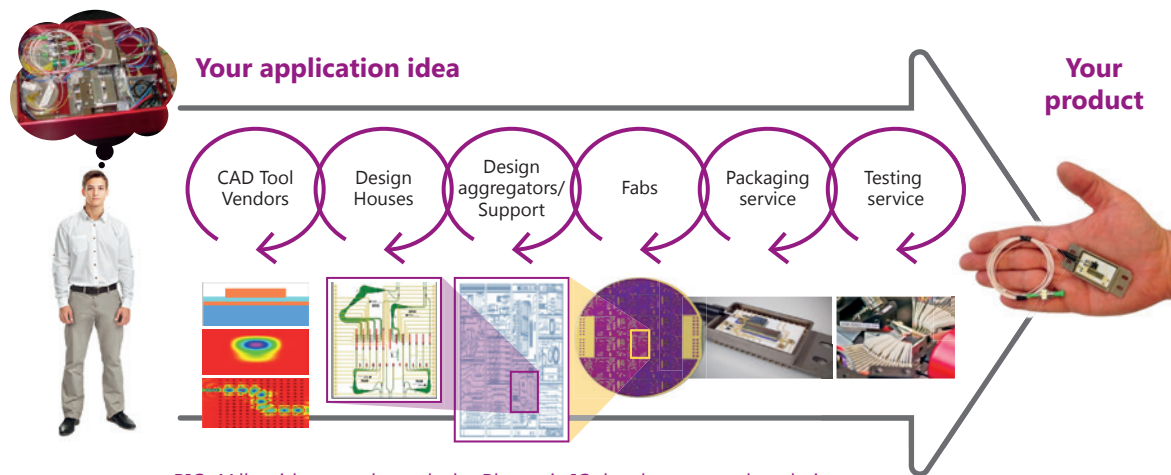 Your application idea
Your
product
CAD Tool
Vendors
Design
Houses
Design
aggregators/
Support
Fabs
Packaging
service
Testing
service